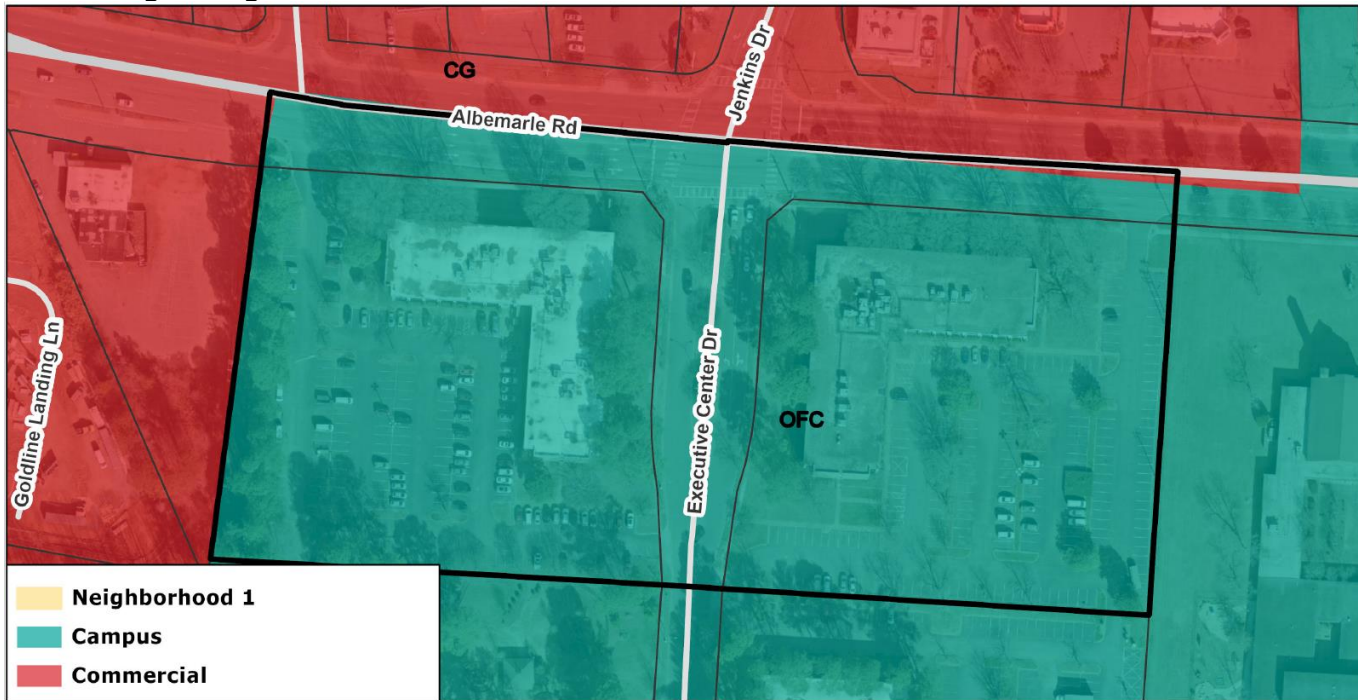 CG
Jenkins Dr
Albemarle Rd
OFC
Executive Center Dr
Goldline Landing Ln
Neighborhood 1
Campus
Commercial